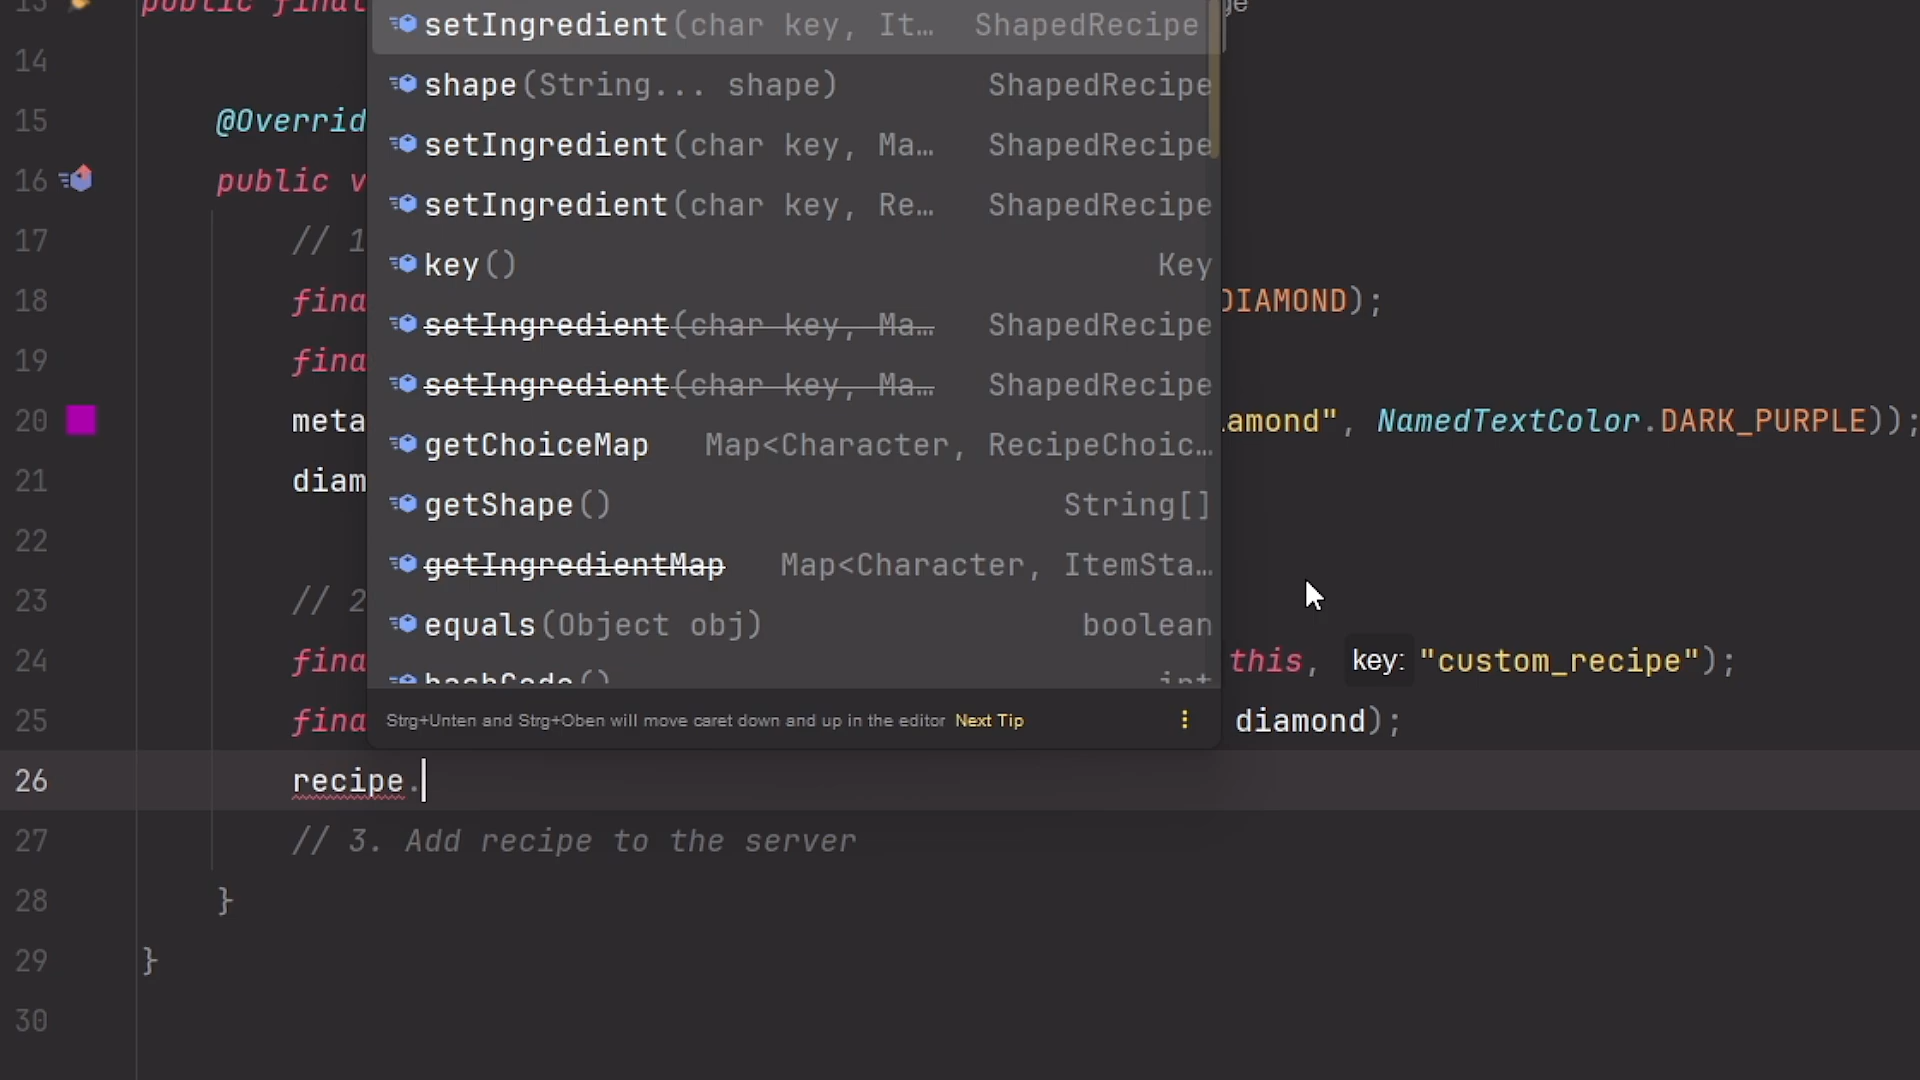 13 public final ge
setIngredient(char key, It… ShapedRecipe
14
shape(String... shape) ShapedRecipe
15 @Overrid
setIngredient(char key, Ma… ShapedRecipe
16 public v
setIngredient(char key, Re… ShapedRecipe
17 // 1
key() Key
18 fina DIAMOND);
setIngredient(char key, Ma… ShapedRecipe
19 fina
setIngredient(char key, Ma… ShapedRecipe
20 meta amond", NamedTextColor.DARK_PURPLE));
getChoiceMap Map<Character, RecipeChoic…
21 diam
getShape() String[]
22
getIngredientMap Map<Character, ItemSta…
23 // 2
equals(Object obj) boolean
24 fina this, key: "custom_recipe");
hashCode() int
25 fina diamond);
Strg+Unten and Strg+Oben will move caret down and up in the editor Next Tip
26 recipe.
27 // 3. Add recipe to the server
28 }
29 }
30